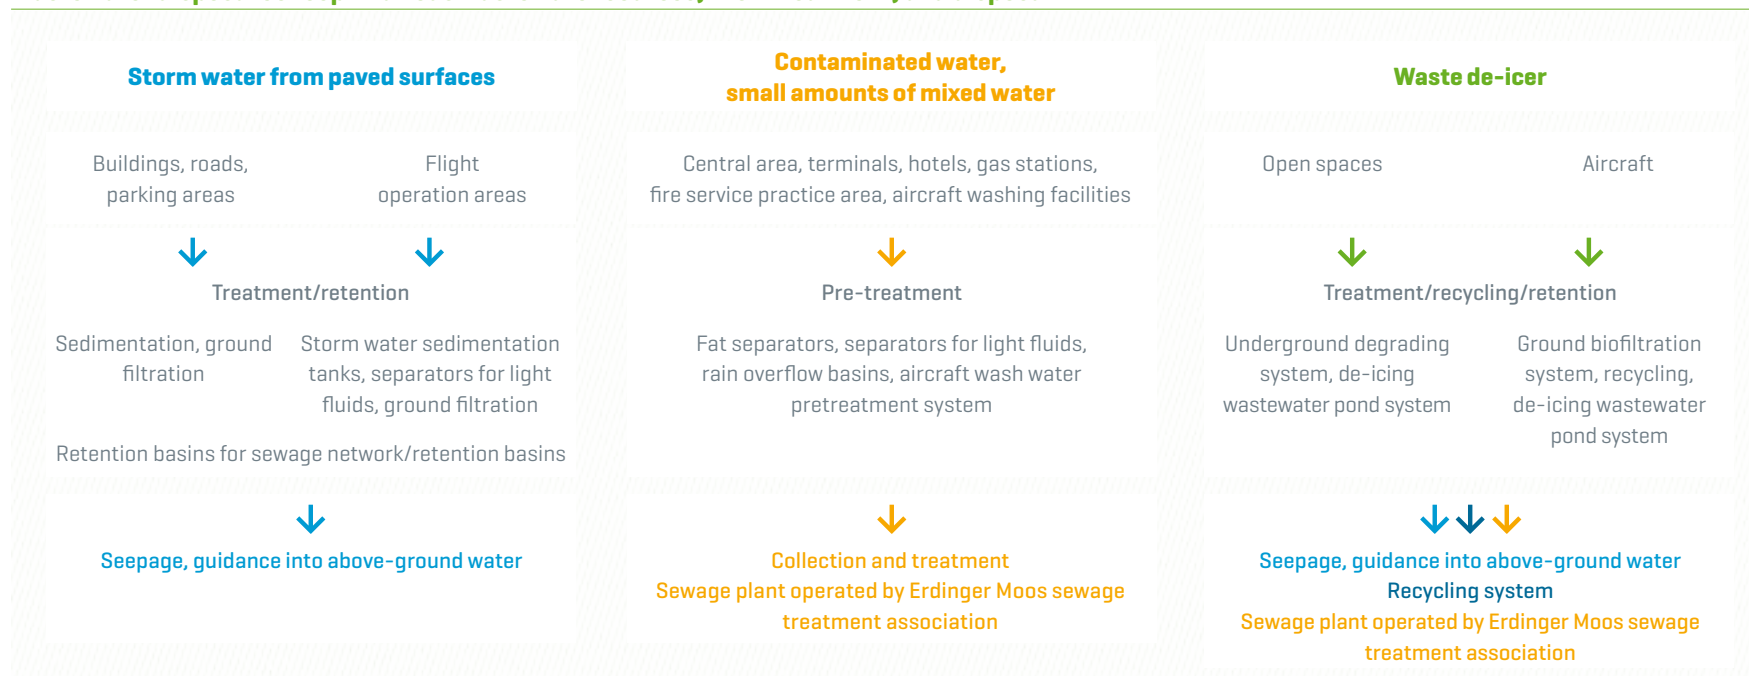 Storm water from paved surfaces
Buildings, roads,
parking areas
Flight
operation areas
Treatment/retention
Sedimentation, ground
filtration
Storm water sedimentation
tanks, separators for light
fluids, ground filtration
Retention basins for sewage network/retention basins
Seepage, guidance into above-ground water
Contaminated water,
small amounts of mixed water
Central area, terminals, hotels, gas stations,
fire service practice area, aircraft washing facilities
Pre-treatment
Fat separators, separators for light fluids,
rain overflow basins, aircraft wash water
pretreatment system
Collection and treatment
Sewage plant operated by Erdinger Moos sewage
treatment association
Waste de-icer
Open spaces
Aircraft
Treatment/recycling/retention
Underground degrading
system, de-icing
wastewater pond system
Ground biofiltration
system, recycling,
de-icing wastewater
pond system
Seepage, guidance into above-ground water
Recycling system
Sewage plant operated by Erdinger Moos sewage
treatment association